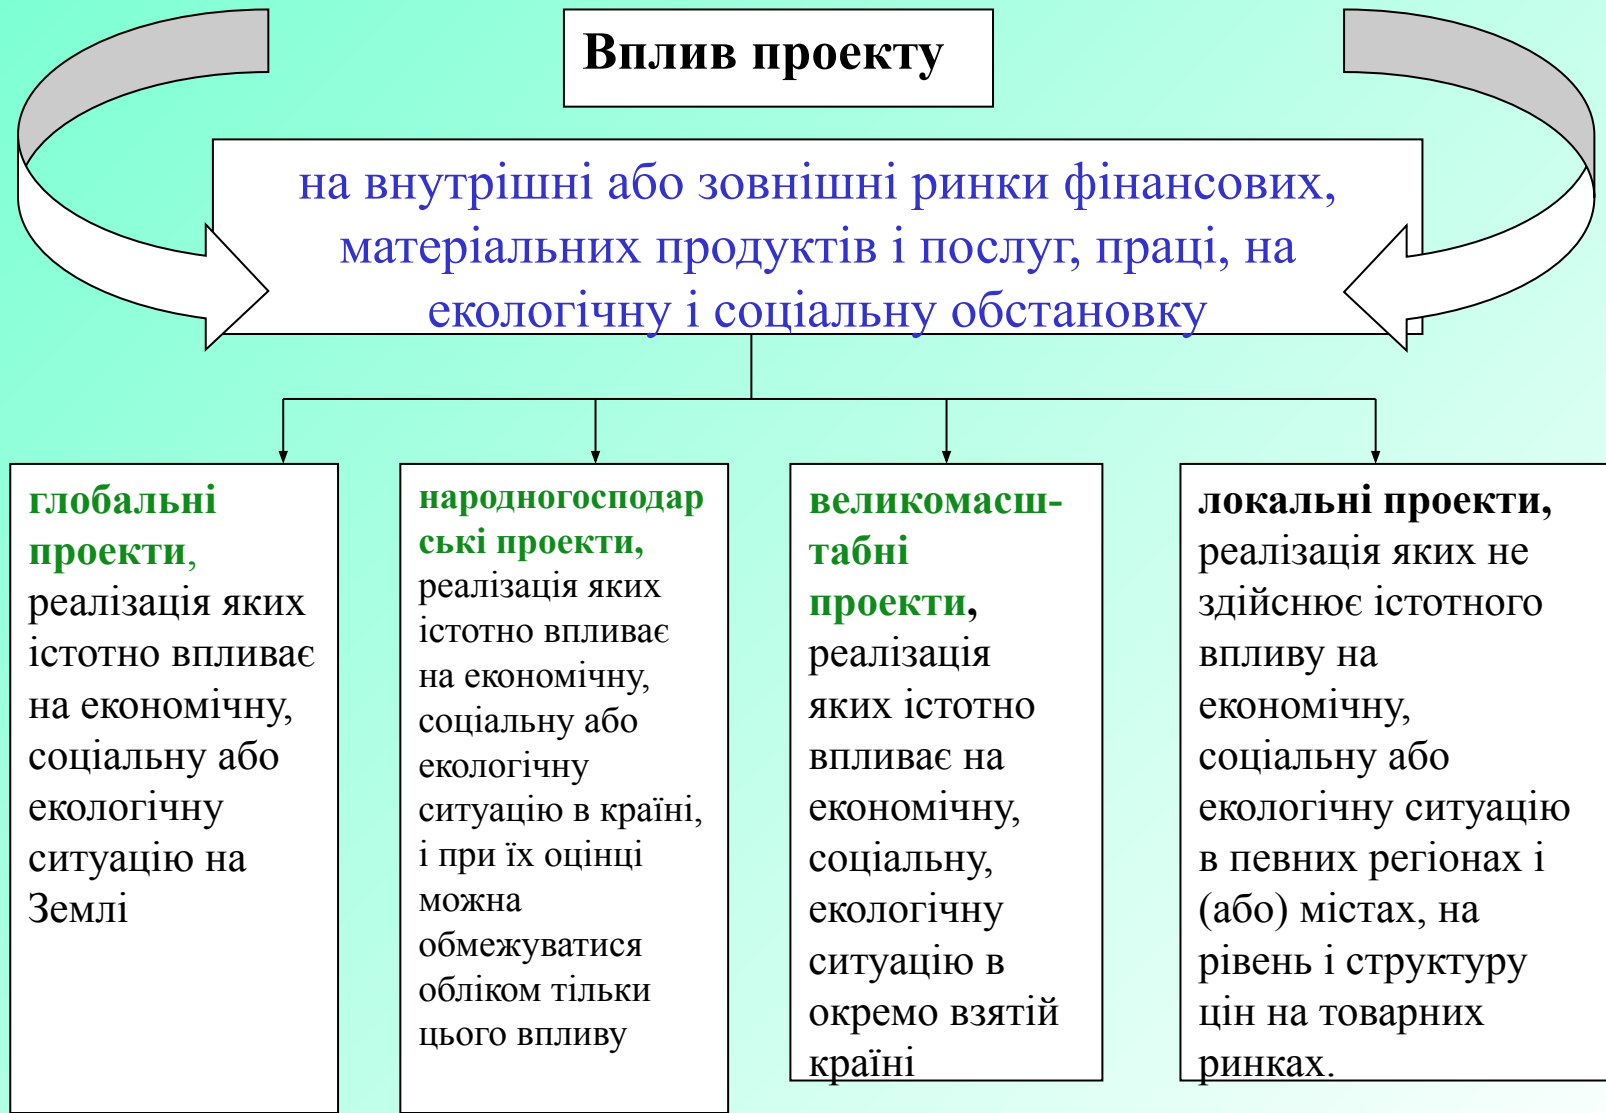 Вплив проекту
на внутрішні або зовнішні ринки фінансових,
матеріальних продуктів і послуг, праці, на
екологічну і соціальну обстановку
глобальні
проекти,
реалізація яких
істотно впливає
на економічну,
соціальну або
екологічну
ситуацію на
Землі
народногосподар
ські проекти,
реалізація яких
істотно впливає
на економічну,
соціальну або
екологічну
ситуацію в країні,
і при їх оцінці
можна
обмежуватися
обліком тільки
цього впливу
великомасш-
табні
проекти,
реалізація
яких істотно
впливає на
економічну,
соціальну,
екологічну
ситуацію в
окремо взятій
країні
локальні проекти,
реалізація яких не
здійснює істотного
впливу на
економічну,
соціальну або
екологічну ситуацію
в певних регіонах і
(або) містах, на
рівень і структуру
цін на товарних
ринках.